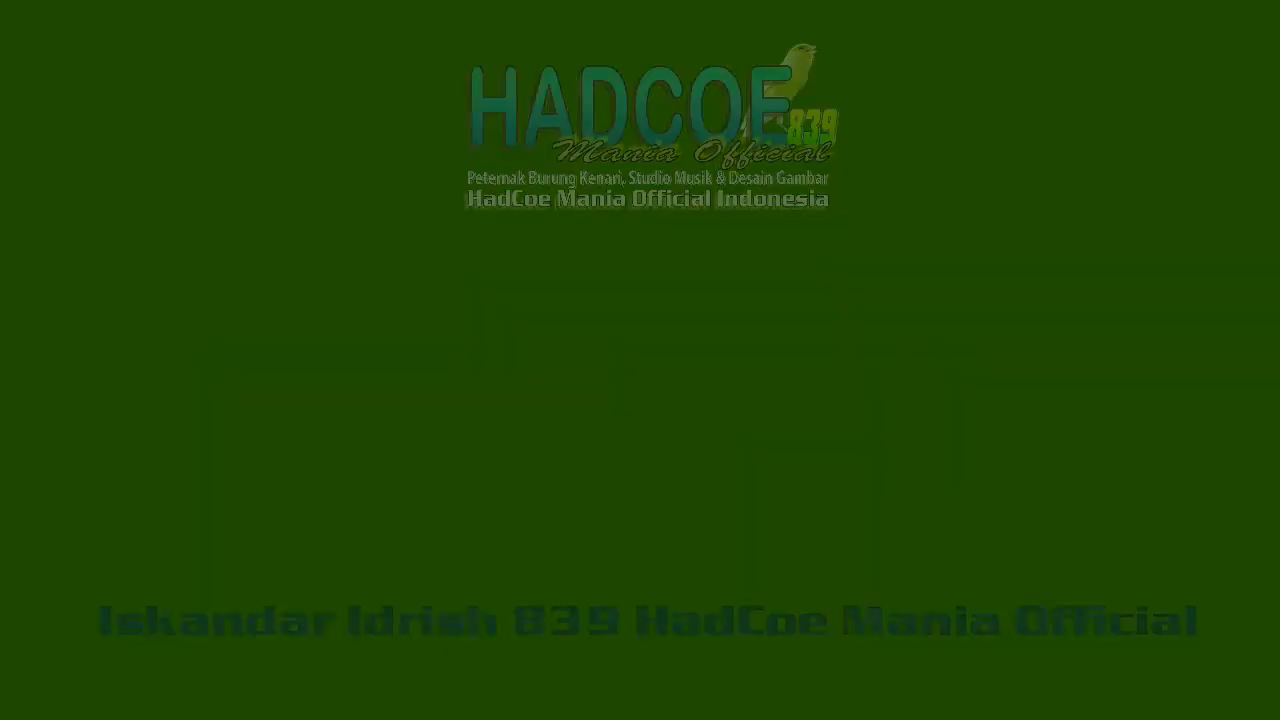 HADCOE
839
Mania Official
Peternak Burung Kenari, Studio Musik & Desain Gambar
HadCoe Mania Official Indonesia
Iskandar Idrish 839 HadCoe Mania Official